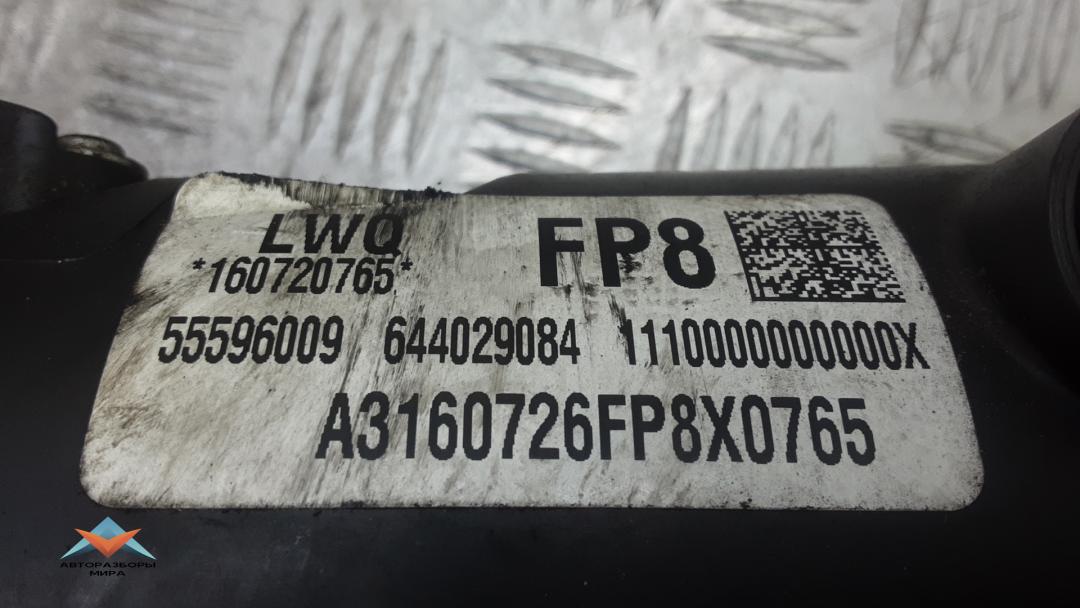 LWQ FP8
*160720765*
55596009 644029084 1110000000000X
A3160726FP8X0765
АВТОРАЗБОРЫ
МИРА